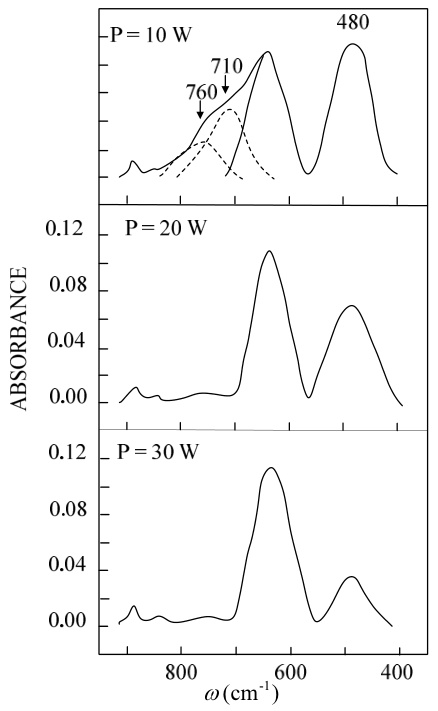 P = 10 W
480
710
760
P = 20 W
0.12
0.08
0.04
0.00
ABSORBANCE
P = 30 W
0.12
0.08
0.04
0.00
800 600 400
ω (cm⁻¹)